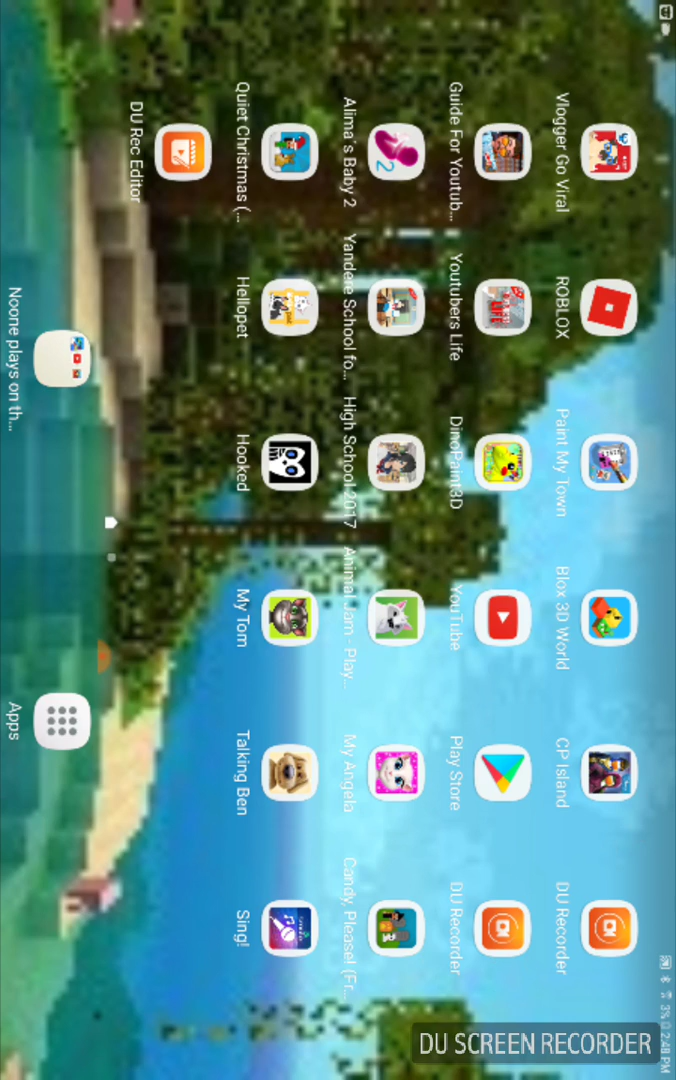 3% 2:48 PM
Vlogger Go Viral
ROBLOX
Paint My Town
Blox 3D World
CP Island
DU Recorder
Guide For Youtub...
Youtubers Life
DinoPaint3D
YouTube
Play Store
DU Recorder
Alima's Baby 2
Yandere School fo...
High School 2017
Animal Jam - Play...
My Angela
Candy, Please! (Fr...
Quiet Christmas (...
Hellopet
Hooked
My Tom
Talking Ben
Sing!
DU Rec Editor
Noone plays on th...
Apps
DU SCREEN RECORDER